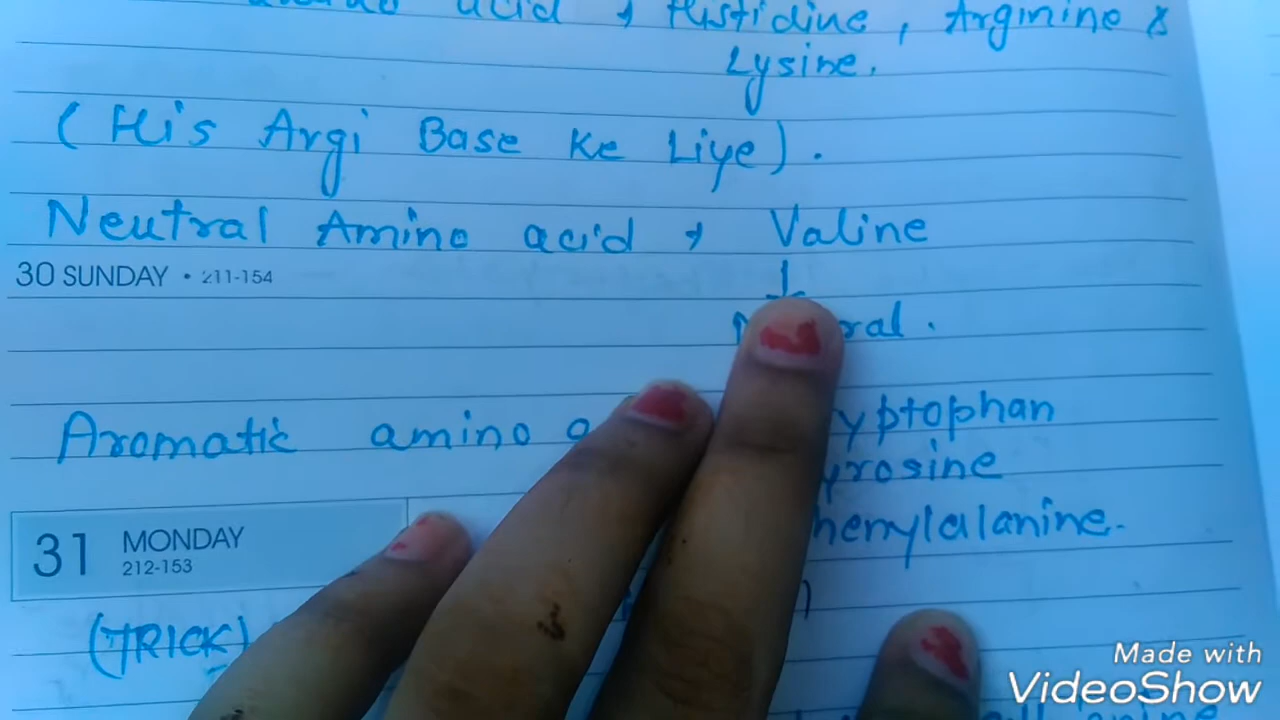 acid → Histidine, Arginine &
Lysine.
(His Argi Base Ke Liye).
Neutral Amino acid → Valine
30 SUNDAY • 211-154
↓
ral.
Aromatic amino a yptophan
yrosine
henylalanine.
31 MONDAY
212-153
(TRICK)
Made with
VideoShow